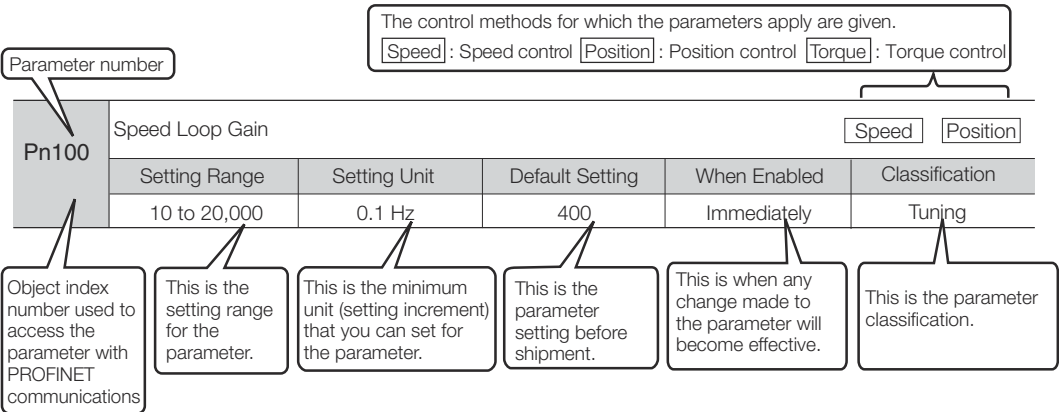 The control methods for which the parameters apply are given.
Speed : Speed control Position : Position control Torque : Torque control
Parameter number
Pn100
Speed Loop Gain
Speed Position
Setting Range Setting Unit Default Setting When Enabled Classification
10 to 20,000 0.1 Hz 400 Immediately Tuning
Object index
number used to
access the
parameter with
PROFINET
communications
This is the
setting range
for the
parameter.
This is the minimum
unit (setting increment)
that you can set for
the parameter.
This is the
parameter
setting before
shipment.
This is when any
change made to
the parameter will
become effective.
This is the parameter
classification.